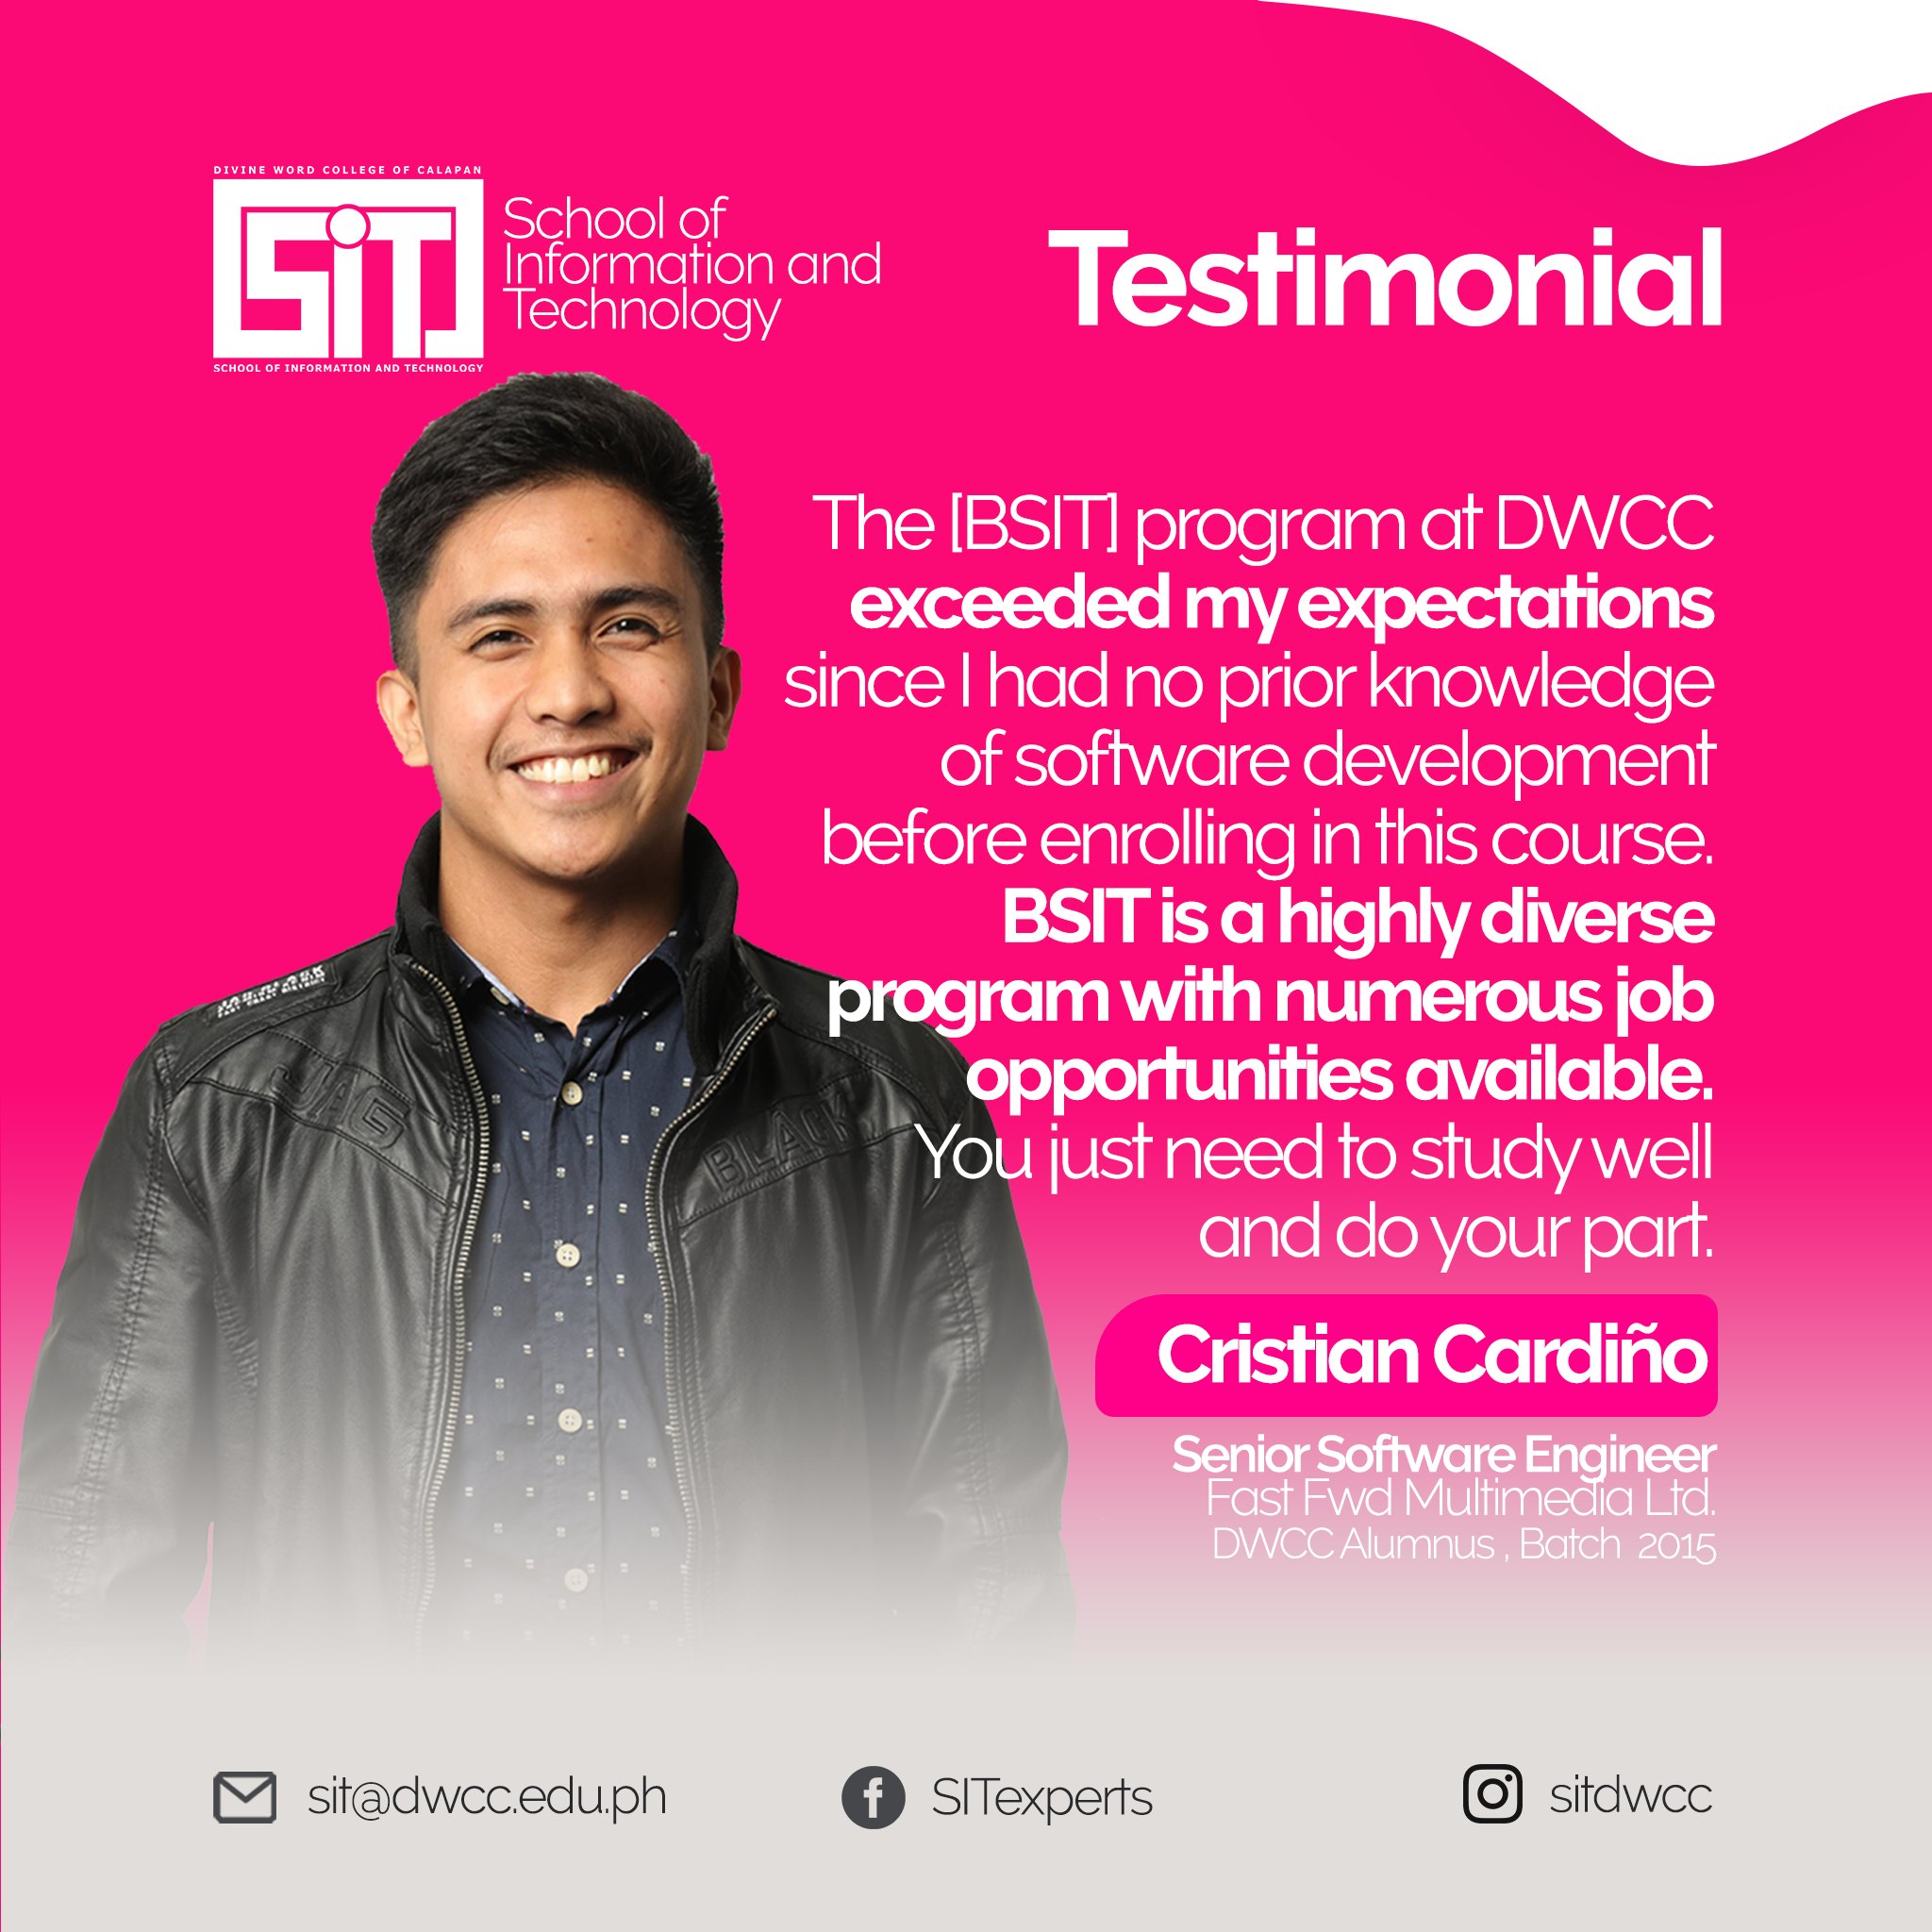 DIVINE WORD COLLEGE OF CALAPAN
SiT
SCHOOL OF INFORMATION AND TECHNOLOGY
School of
Information and
Technology
Testimonial
The [BSIT] program at DWCC
exceeded my expectations
since I had no prior knowledge
of software development
before enrolling in this course.
BSIT is a highly diverse
program with numerous job
opportunities available.
You just need to study well
and do your part.
JAG
BLACK
Cristian Cardiño
Senior Software Engineer
Fast Fwd Multimedia Ltd.
DWCC Alumnus , Batch 2015
sit@dwcc.edu.ph
SITexperts
sitdwcc